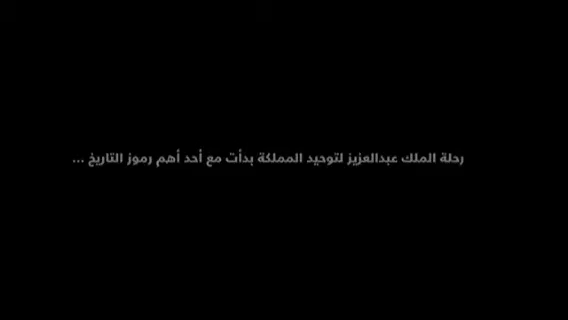 رحلة الملك عبدالعزيز لتوحيد المملكة بدأت مع أحد أهم رموز التاريخ ...